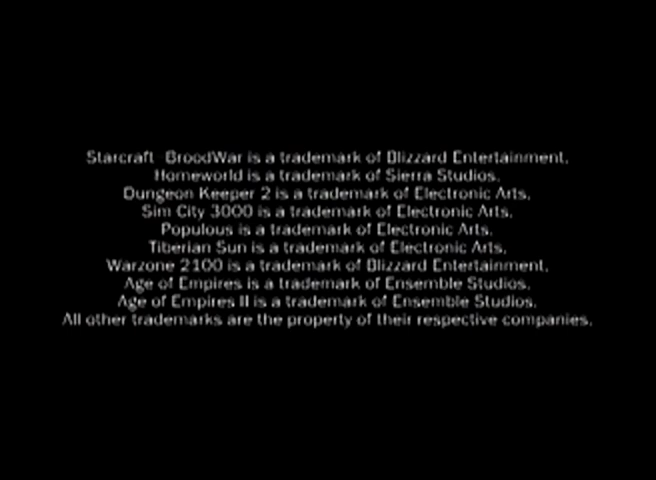 Starcraft BroodWar is a trademark of Blizzard Entertainment.
Homeworld is a trademark of Sierra Studios.
Dungeon Keeper 2 is a trademark of Electronic Arts.
Sim City 3000 is a trademark of Electronic Arts.
Populous is a trademark of Electronic Arts.
Tiberian Sun is a trademark of Electronic Arts.
Warzone 2100 is a trademark of Blizzard Entertainment.
Age of Empires is a trademark of Ensemble Studios.
Age of Empires II is a trademark of Ensemble Studios.
All other trademarks are the property of their respective companies.